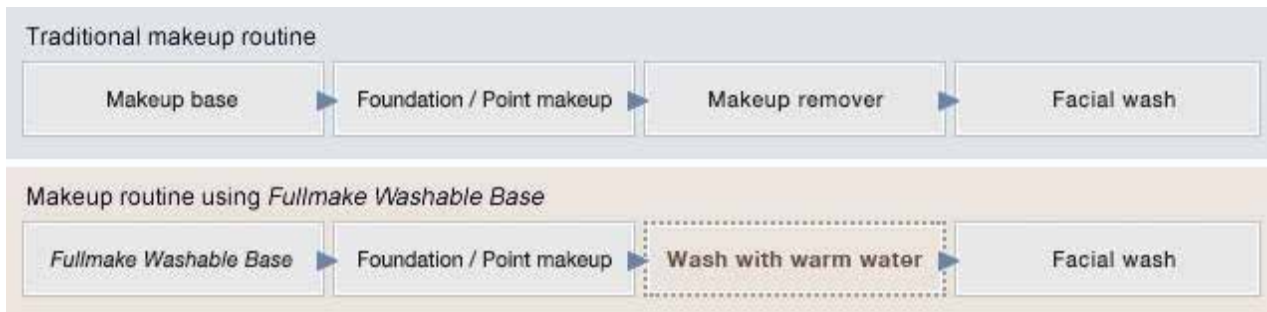 Traditional makeup routine
Makeup base
Foundation / Point makeup
Makeup remover
Facial wash
Makeup routine using Fullmake Washable Base
Fullmake Washable Base
Foundation / Point makeup
Wash with warm water
Facial wash